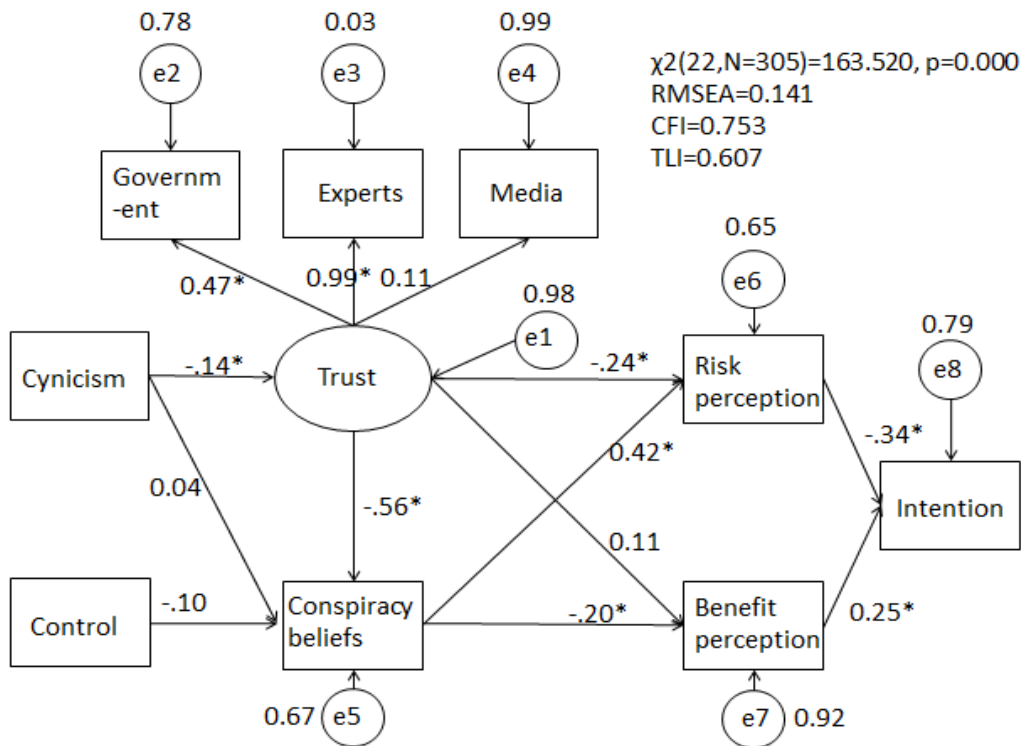 0.78
0.03
0.99
e2
e3
e4
χ2(22,N=305)=163.520, p=0.000
RMSEA=0.141
CFI=0.753
TLI=0.607
Governm
-ent
Experts
Media
0.47*
0.99*
0.11
0.98
e1
0.65
e6
0.79
e8
Cynicism
-.14*
Trust
-.24*
Risk
perception
-.34*
0.04
-.56*
0.42*
0.11
Intention
Control
-.10
Conspiracy
beliefs
-.20*
Benefit
perception
0.25*
0.67
e5
e7
0.92